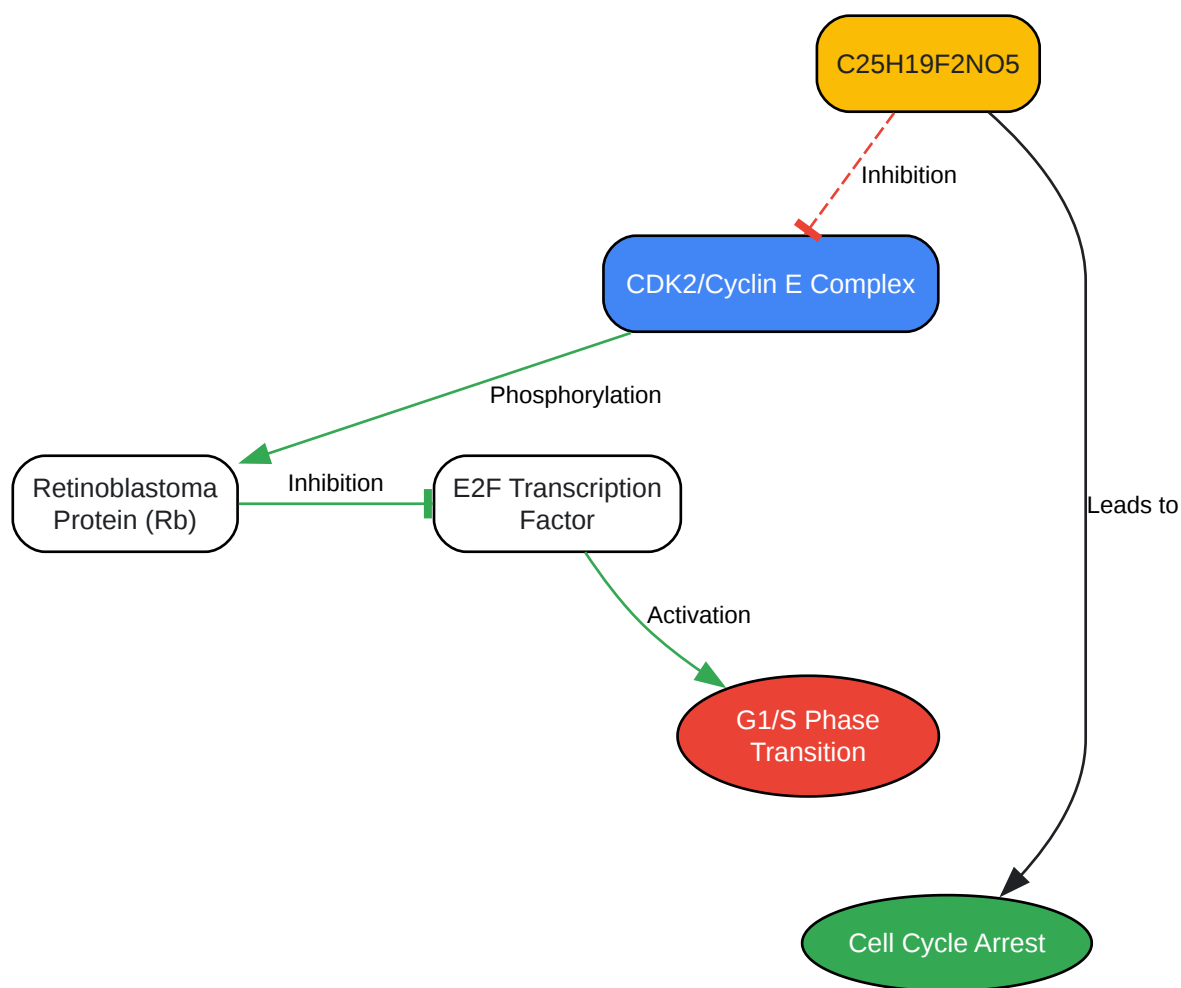 C25H19F2NO5
Inhibition
CDK2/Cyclin E Complex
Phosphorylation
Retinoblastoma
Protein (Rb)
Inhibition
E2F Transcription
Factor
Leads to
Activation
G1/S Phase
Transition
Cell Cycle Arrest